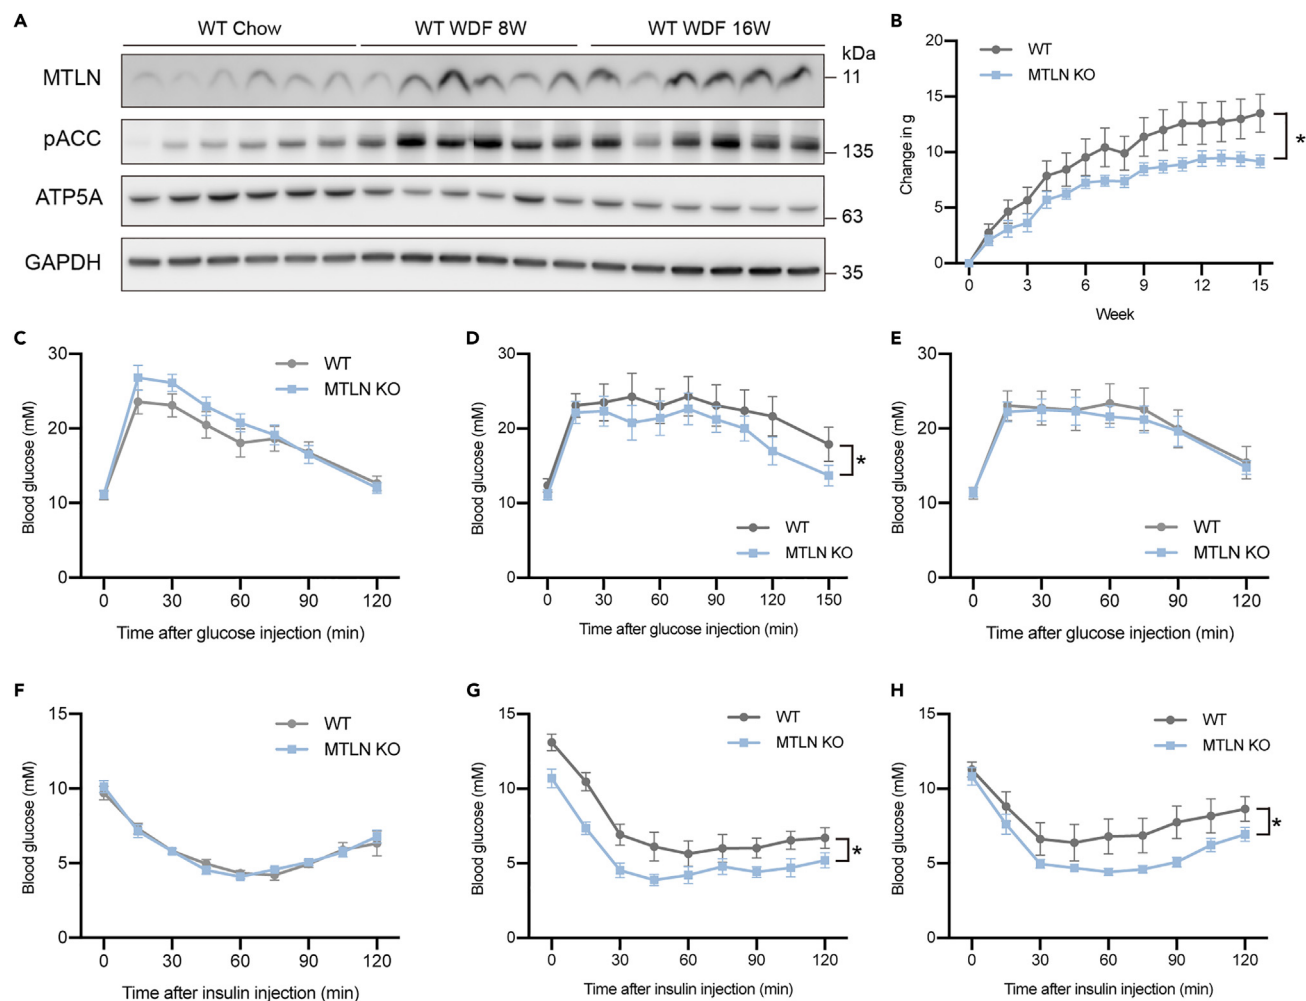 A
WT Chow
WT WDF 8W
WT WDF 16W
kDa
MTLN
11
pACC
135
ATP5A
63
GAPDH
35
B
20
15
10
5
0
Change in g
WT
MTLN KO
*
0 3 6 9 12 15
Week
C
30
20
10
0
Blood glucose (mM)
WT
MTLN KO
0 30 60 90 120
Time after glucose injection (min)
D
30
20
10
0
Blood glucose (mM)
*
WT
MTLN KO
0 30 60 90 120 150
Time after glucose injection (min)
E
30
20
10
0
Blood glucose (mM)
WT
MTLN KO
0 30 60 90 120
Time after glucose injection (min)
F
15
10
5
0
Blood glucose (mM)
WT
MTLN KO
0 30 60 90 120
Time after insulin injection (min)
G
15
10
5
0
Blood glucose (mM)
WT
MTLN KO
*
0 30 60 90 120
Time after insulin injection (min)
H
15
10
5
0
Blood glucose (mM)
WT
MTLN KO
*
0 30 60 90 120
Time after insulin injection (min)